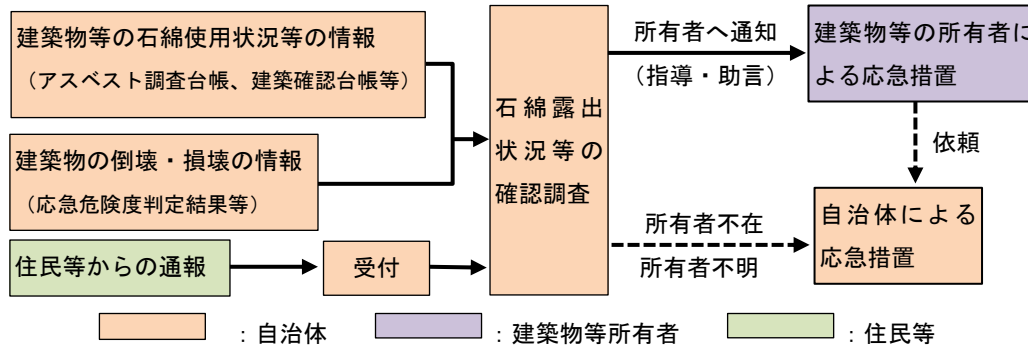 建築物等の石綿使用状況等の情報
（アスベスト調査台帳、建築確認台帳等）
建築物の倒壊・損壊の情報
（応急危険度判定結果等）
住民等からの通報
受付
石綿露出
状況等の
確認調査
所有者へ通知
（指導・助言）
建築物等の所有者に
よる応急措置
依頼
所有者不在
所有者不明
自治体による
応急措置
：自治体
：建築物等所有者
：住民等